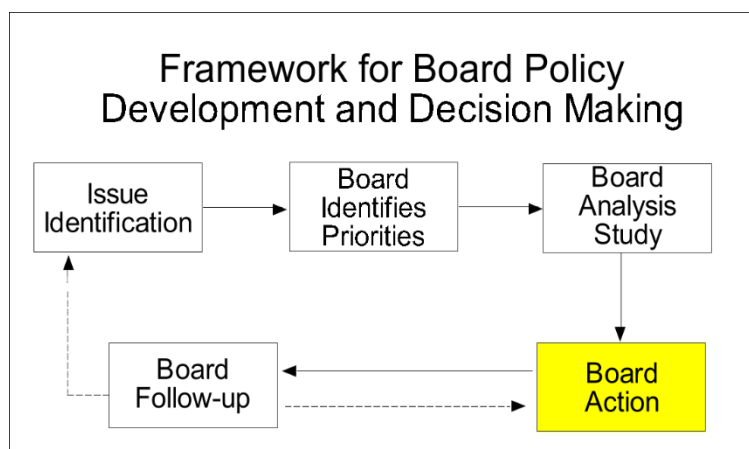 Framework for Board Policy
Development and Decision Making
Issue
Identification
Board
Identifies
Priorities
Board
Analysis
Study
Board
Follow-up
Board
Action